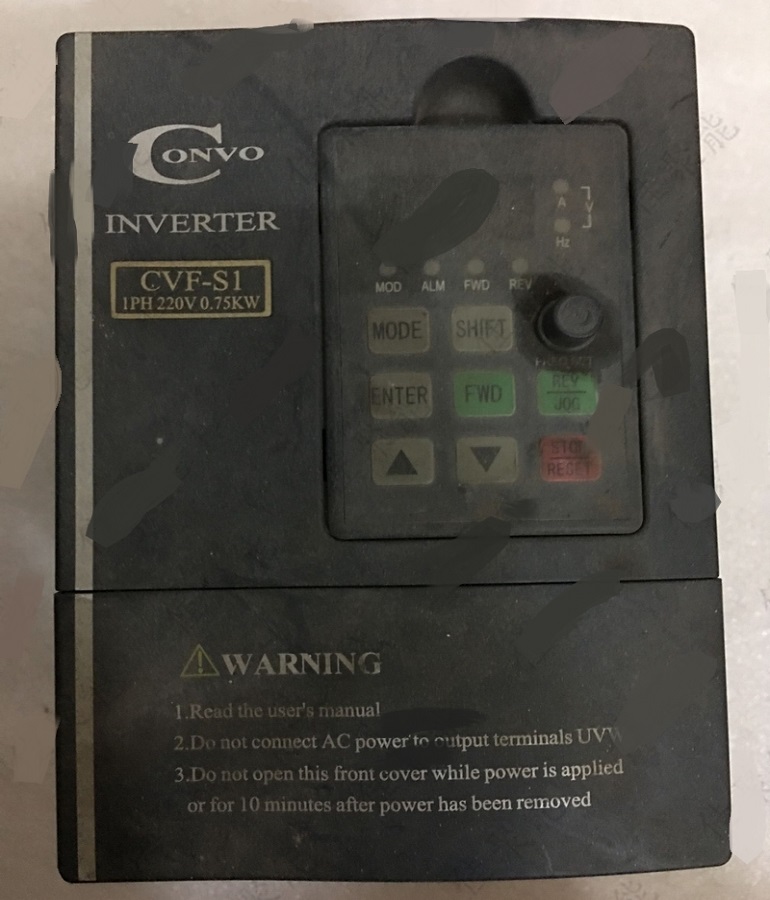 CONVO
INVERTER
CVF-S1
1PH 220V 0.75KW
A
V
Hz
MOD ALM FWD REV
MODE SHIFT
ENTER FWD REV
JOG
STOP
RESET
WARNING
1.Read the user's manual
2.Do not connect AC power to output terminals UVW
3.Do not open this front cover while power is applied
or for 10 minutes after power has been removed